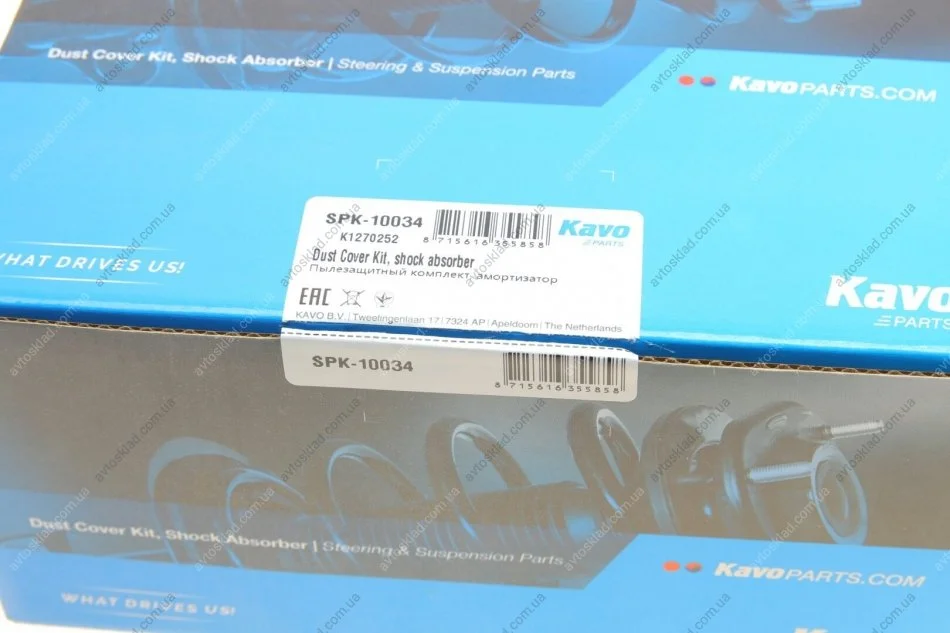 Dust Cover Kit, Shock Absorber | Steering & Suspension Parts
KavoPARTS.COM
SPK-10034
K1270252
8 715616 355858
Kavo
PARTS
Dust Cover Kit, shock absorber
Пылезащитный комплект, амортизатор
EAC
KAVO B.V. | Tweelingenlaan 17 | 7324 AP | Apeldoorn | The Netherlands.
WHAT DRIVES US!
Kavo
PARTS
SPK-10034
8 715616 355858
Dust Cover Kit, Shock Absorber | Steering & Suspension Parts
KavoPARTS.COM
WHAT DRIVES US!
avtosklad.com.ua